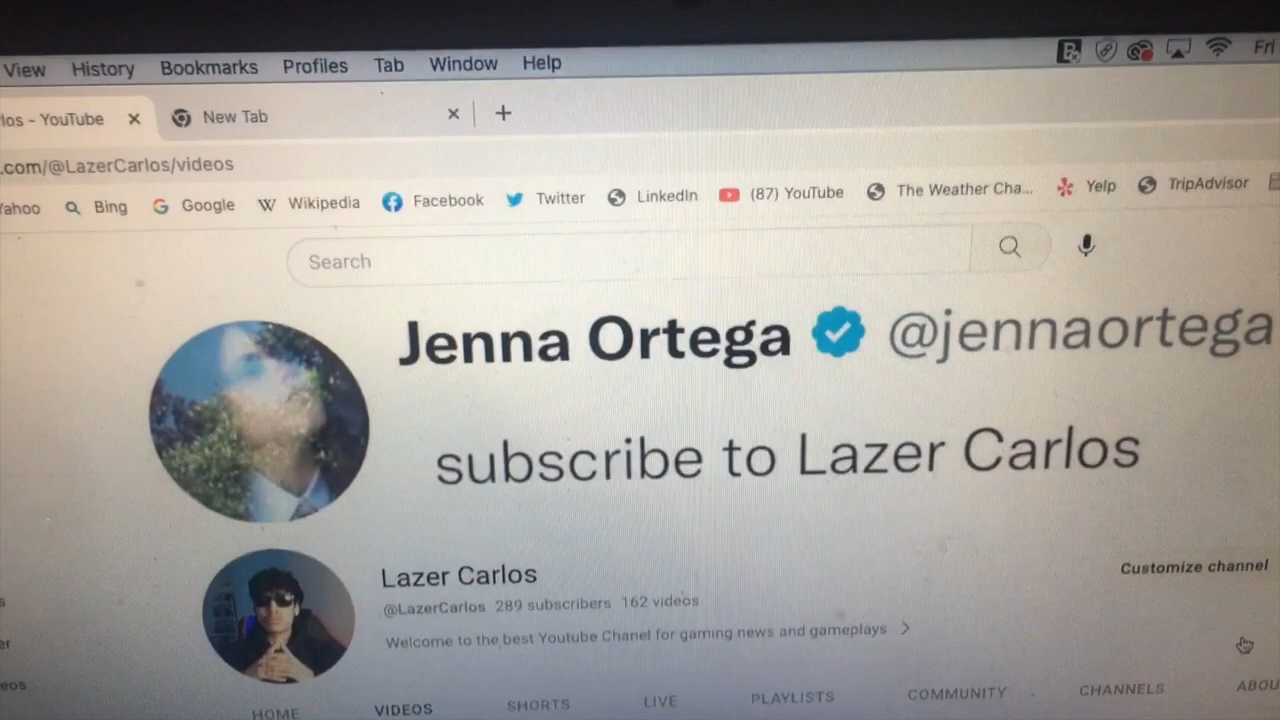 View History Bookmarks Profiles Tab Window Help Fri
los - YouTube New Tab
.com/@LazerCarlos/videos
Yahoo Bing Google Wikipedia Facebook Twitter LinkedIn (87) YouTube The Weather Cha... Yelp TripAdvisor
Search
Jenna Ortega @jennaortega
subscribe to Lazer Carlos
Lazer Carlos
Customize channel
@LazerCarlos 289 subscribers 162 videos
Welcome to the best Youtube Chanel for gaming news and gameplays
HOME VIDEOS SHORTS LIVE PLAYLISTS COMMUNITY CHANNELS ABOU